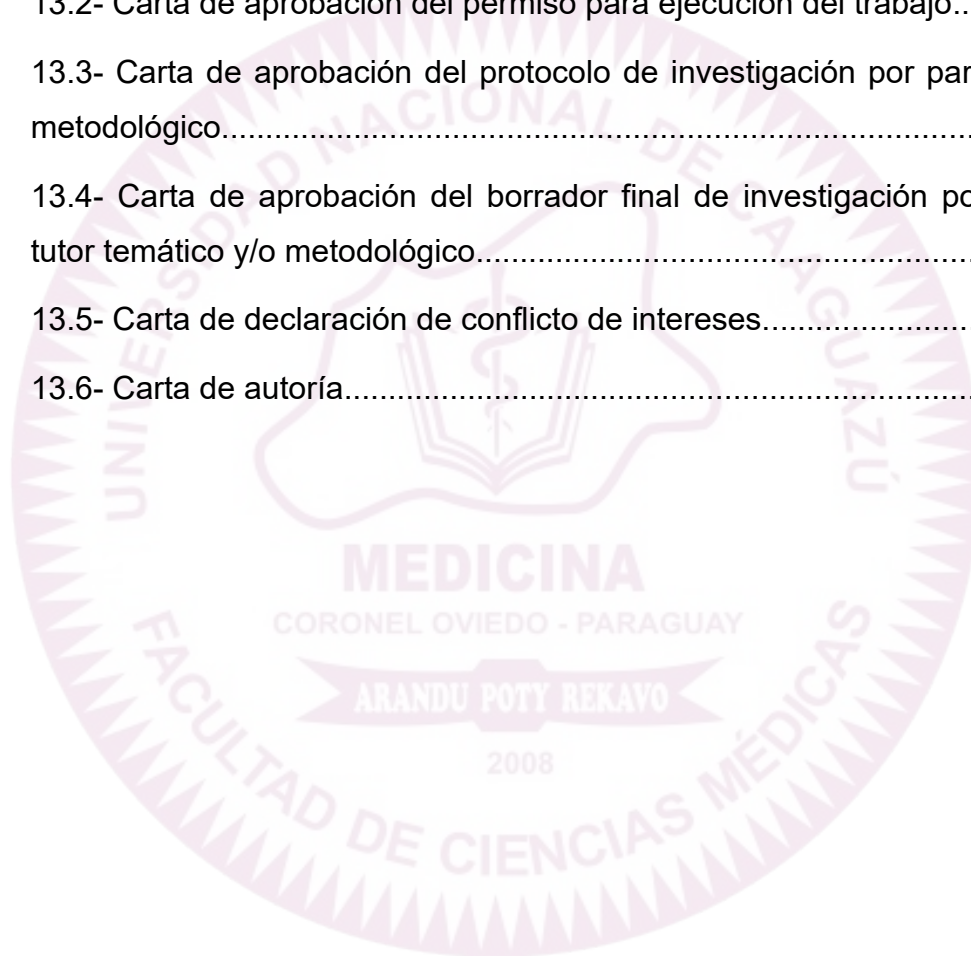 13.2- Carta de aprobación del permiso para ejecución del trabajo..
13.3- Carta de aprobación del protocolo de investigación por par
metodológico........................................................................................
13.4- Carta de aprobación del borrador final de investigación po
tutor temático y/o metodológico.........................................................
13.5- Carta de declaración de conflicto de intereses.......................
13.6- Carta de autoría.........................................................................
UNIVERSIDAD NACIONAL DE CAAGUAZÚ
MEDICINA
CORONEL OVIEDO - PARAGUAY
ARANDU POTY REKAVO
2008
FACULTAD DE CIENCIAS MÉDICAS